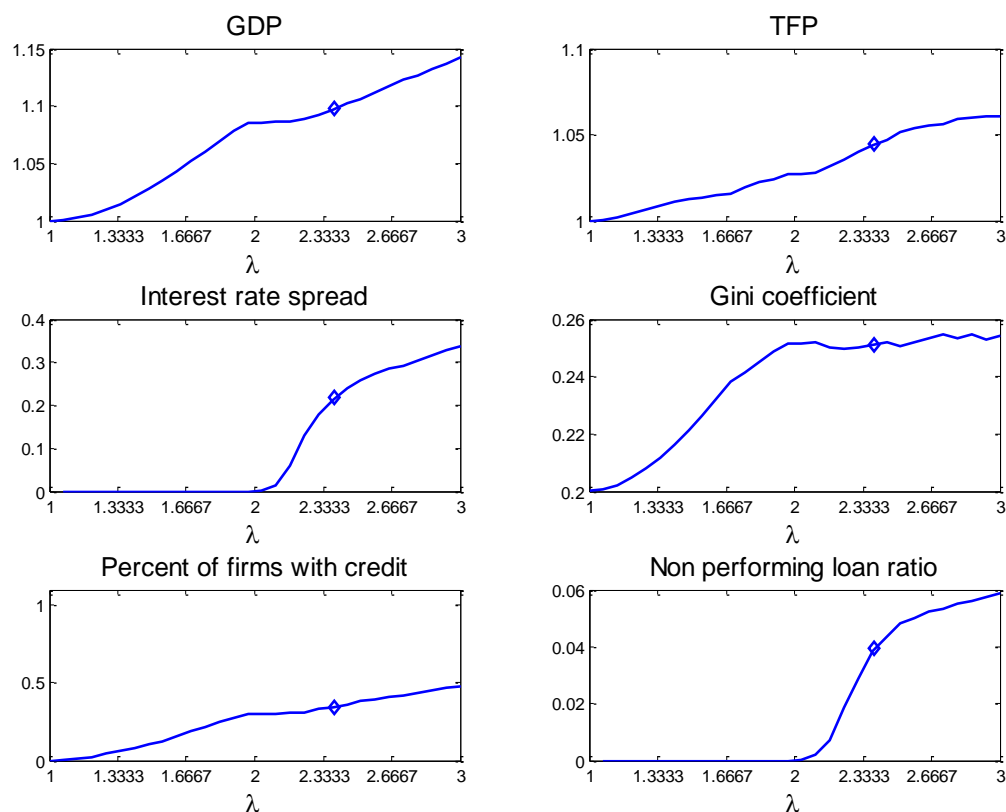 GDP
1.15
1.1
1.05
1
1 1.3333 1.6667 2 2.3333 2.6667 3
λ
TFP
1.1
1.05
1
1 1.3333 1.6667 2 2.3333 2.6667 3
λ
Interest rate spread
0.4
0.3
0.2
0.1
0
1 1.3333 1.6667 2 2.3333 2.6667 3
λ
Gini coefficient
0.26
0.24
0.22
0.2
1 1.3333 1.6667 2 2.3333 2.6667 3
λ
Percent of firms with credit
1
0.5
0
1 1.3333 1.6667 2 2.3333 2.6667 3
λ
Non performing loan ratio
0.06
0.04
0.02
0
1 1.3333 1.6667 2 2.3333 2.6667 3
λ